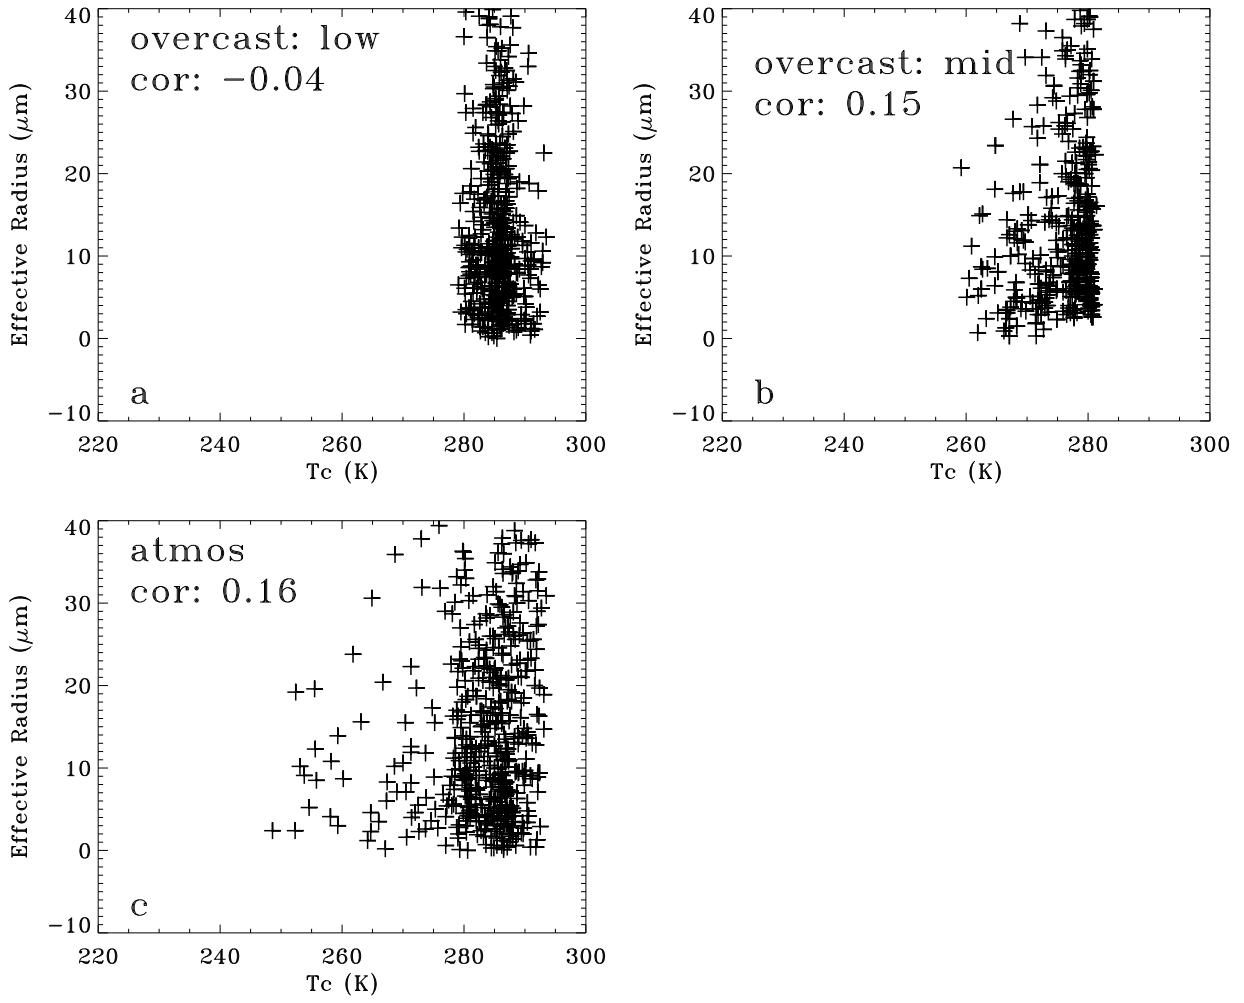 overcast: low
cor: −0.04
Effective Radius (μm)
40
30
20
10
0
−10
a
220 240 260 280 300
Tc (K)
overcast: mid
cor: 0.15
Effective Radius (μm)
40
30
20
10
0
−10
b
220 240 260 280 300
Tc (K)
atmos
cor: 0.16
Effective Radius (μm)
40
30
20
10
0
−10
c
220 240 260 280 300
Tc (K)